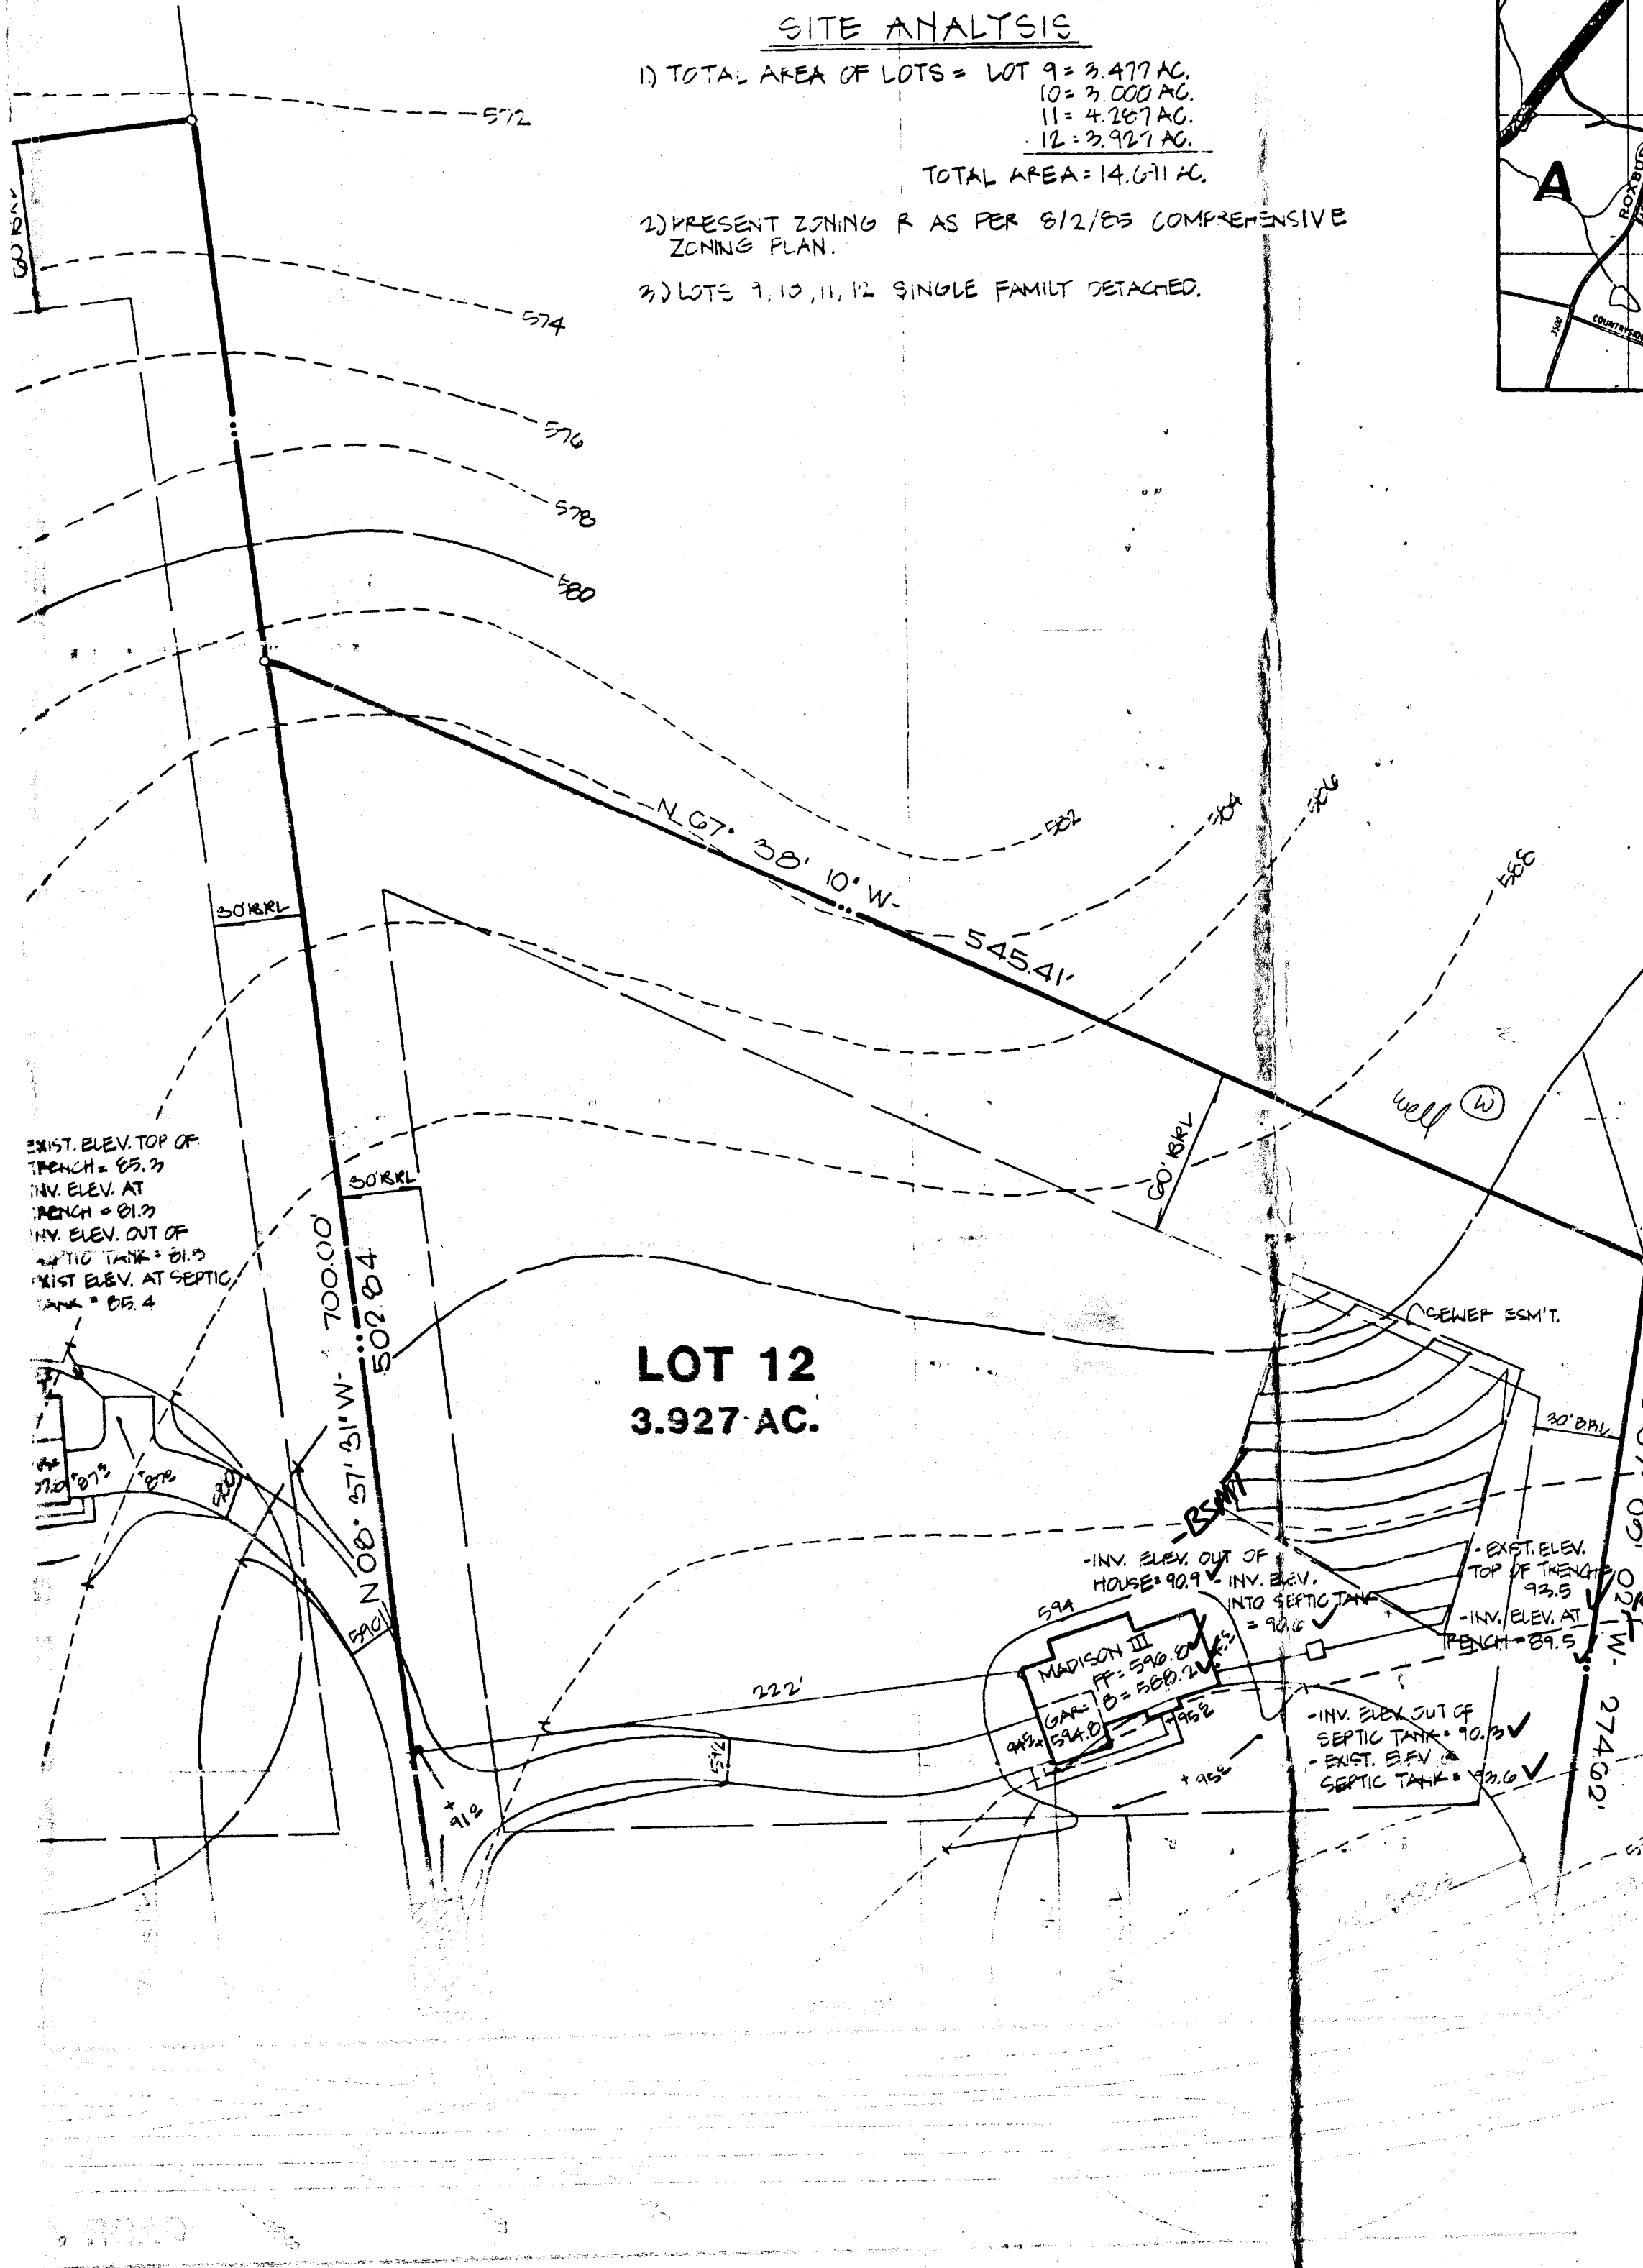 SITE ANALYSIS
1) TOTAL AREA OF LOTS = LOT 9 = 3.477 AC.
10 = 3.000 AC.
11 = 4.287 AC.
12 = 3.927 AC.
TOTAL AREA = 14.691 AC.
2) PRESENT ZONING R AS PER 8/2/85 COMPREHENSIVE
ZONING PLAN.
3) LOTS 9, 10, 11, 12 SINGLE FAMILY DETACHED.
A
572
574
576
578
580
582
584
586
588
N 67° 38' 10" W-
545.41'
30' BRL
well W
60' BRL
EXIST. ELEV. TOP OF
TRENCH = 85.3
INV. ELEV. AT
TRENCH = 81.3
INV. ELEV. OUT OF
SEPTIC TANK = 81.5
EXIST ELEV. AT SEPTIC
TANK = 85.4
30' BRL
N 08° 37' 31" W- 700.00'
502.84
LOT 12
3.927 AC.
SEWER ESM'T.
30' BRL
-BSMT
-INV. ELEV. OUT OF
HOUSE = 90.9
- INV. ELEV.
INTO SEPTIC TANK
= 90.6
- EXIST. ELEV.
TOP OF TRENCH
93.5
-INV. ELEV. AT
TRENCH = 89.5
594
MADISON III
FF = 596.8
B = 588.2
GAR =
594.8
222'
590
592
+ 91.2
+ 95.8
-INV. ELEV. OUT OF
SEPTIC TANK = 90.3
- EXIST. ELEV @
SEPTIC TANK = 93.6
02" W- 274.62'